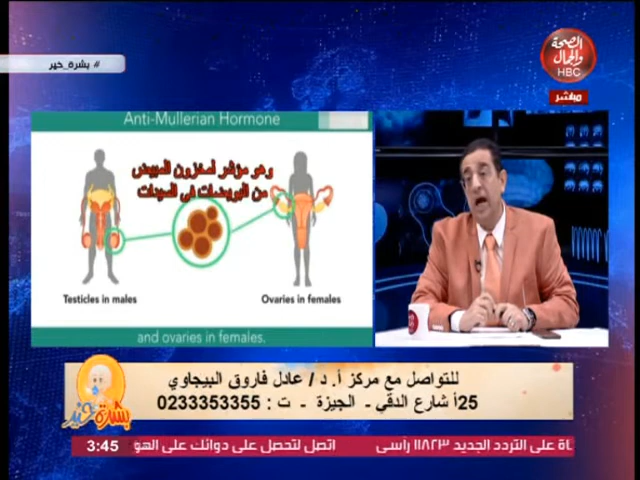 الصحة
والجمال
HBC
مباشر
# بشرة_خير
Anti-Mullerian Hormone
وهو مؤشر لمخزون المبيض
من البويضات في السيدات
Testicles in males
Ovaries in females
and ovaries in females.
للتواصل مع مركز أ. د / عادل فاروق البيجاوي
25أ شارع الدقي - الجيزة - ت : 0233353355
بشرة خير
3:45
ناة على التردد الجديد ١١٨٢٣ راسى
اتصل لتحصل على دوائك على الهو